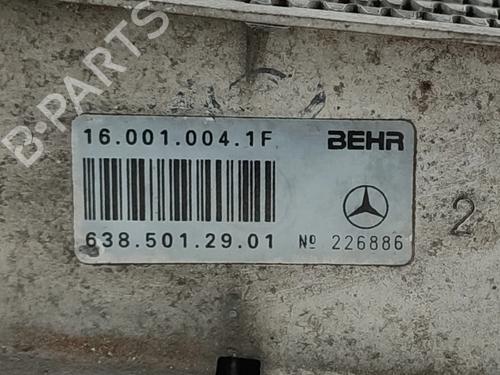 B-PARTS
16.001.004.1F BEHR
638.501.29.01 Nº 226886
2